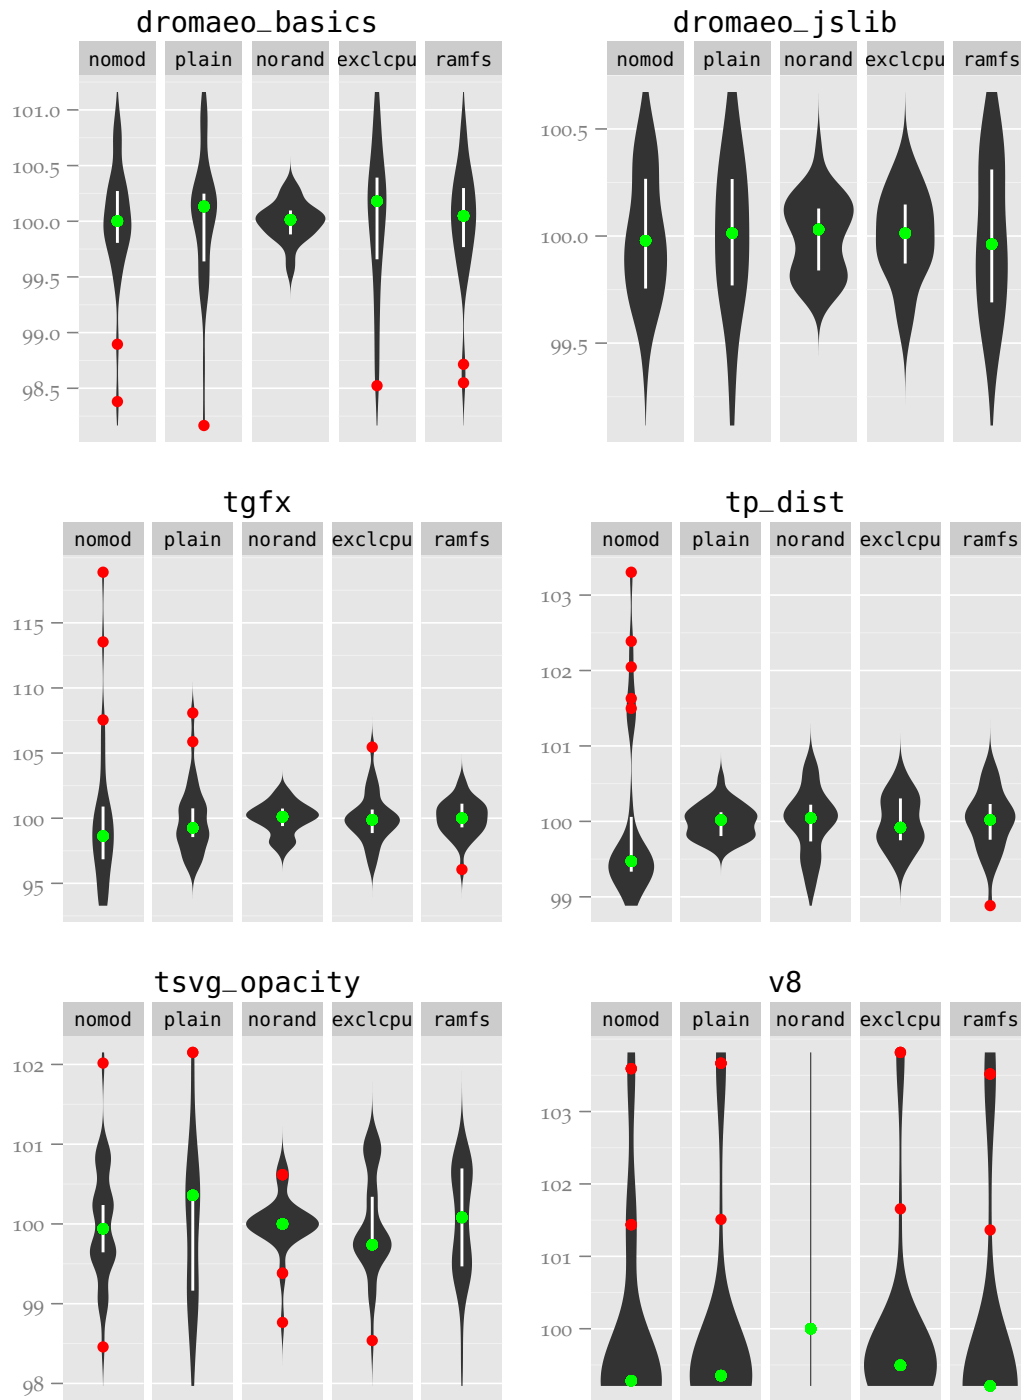 dromaeo_basics
nomod plain norand exclcpu ramfs
101.0
100.5
100.0
99.5
99.0
98.5
dromaeo_jslib
nomod plain norand exclcpu ramfs
100.5
100.0
99.5
tgfx
nomod plain norand exclcpu ramfs
115
110
105
100
95
tp_dist
nomod plain norand exclcpu ramfs
103
102
101
100
99
tsvg_opacity
nomod plain norand exclcpu ramfs
102
101
100
99
98
v8
nomod plain norand exclcpu ramfs
103
102
101
100